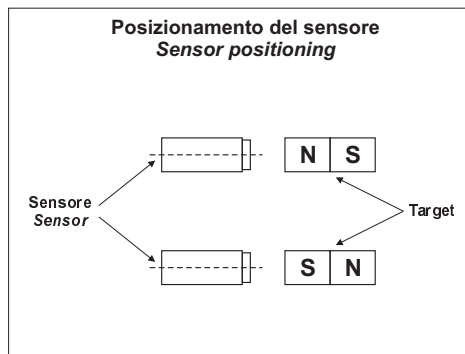 Posizionamento del sensore
Sensor positioning
N S
Sensore
Sensor
Target
S N